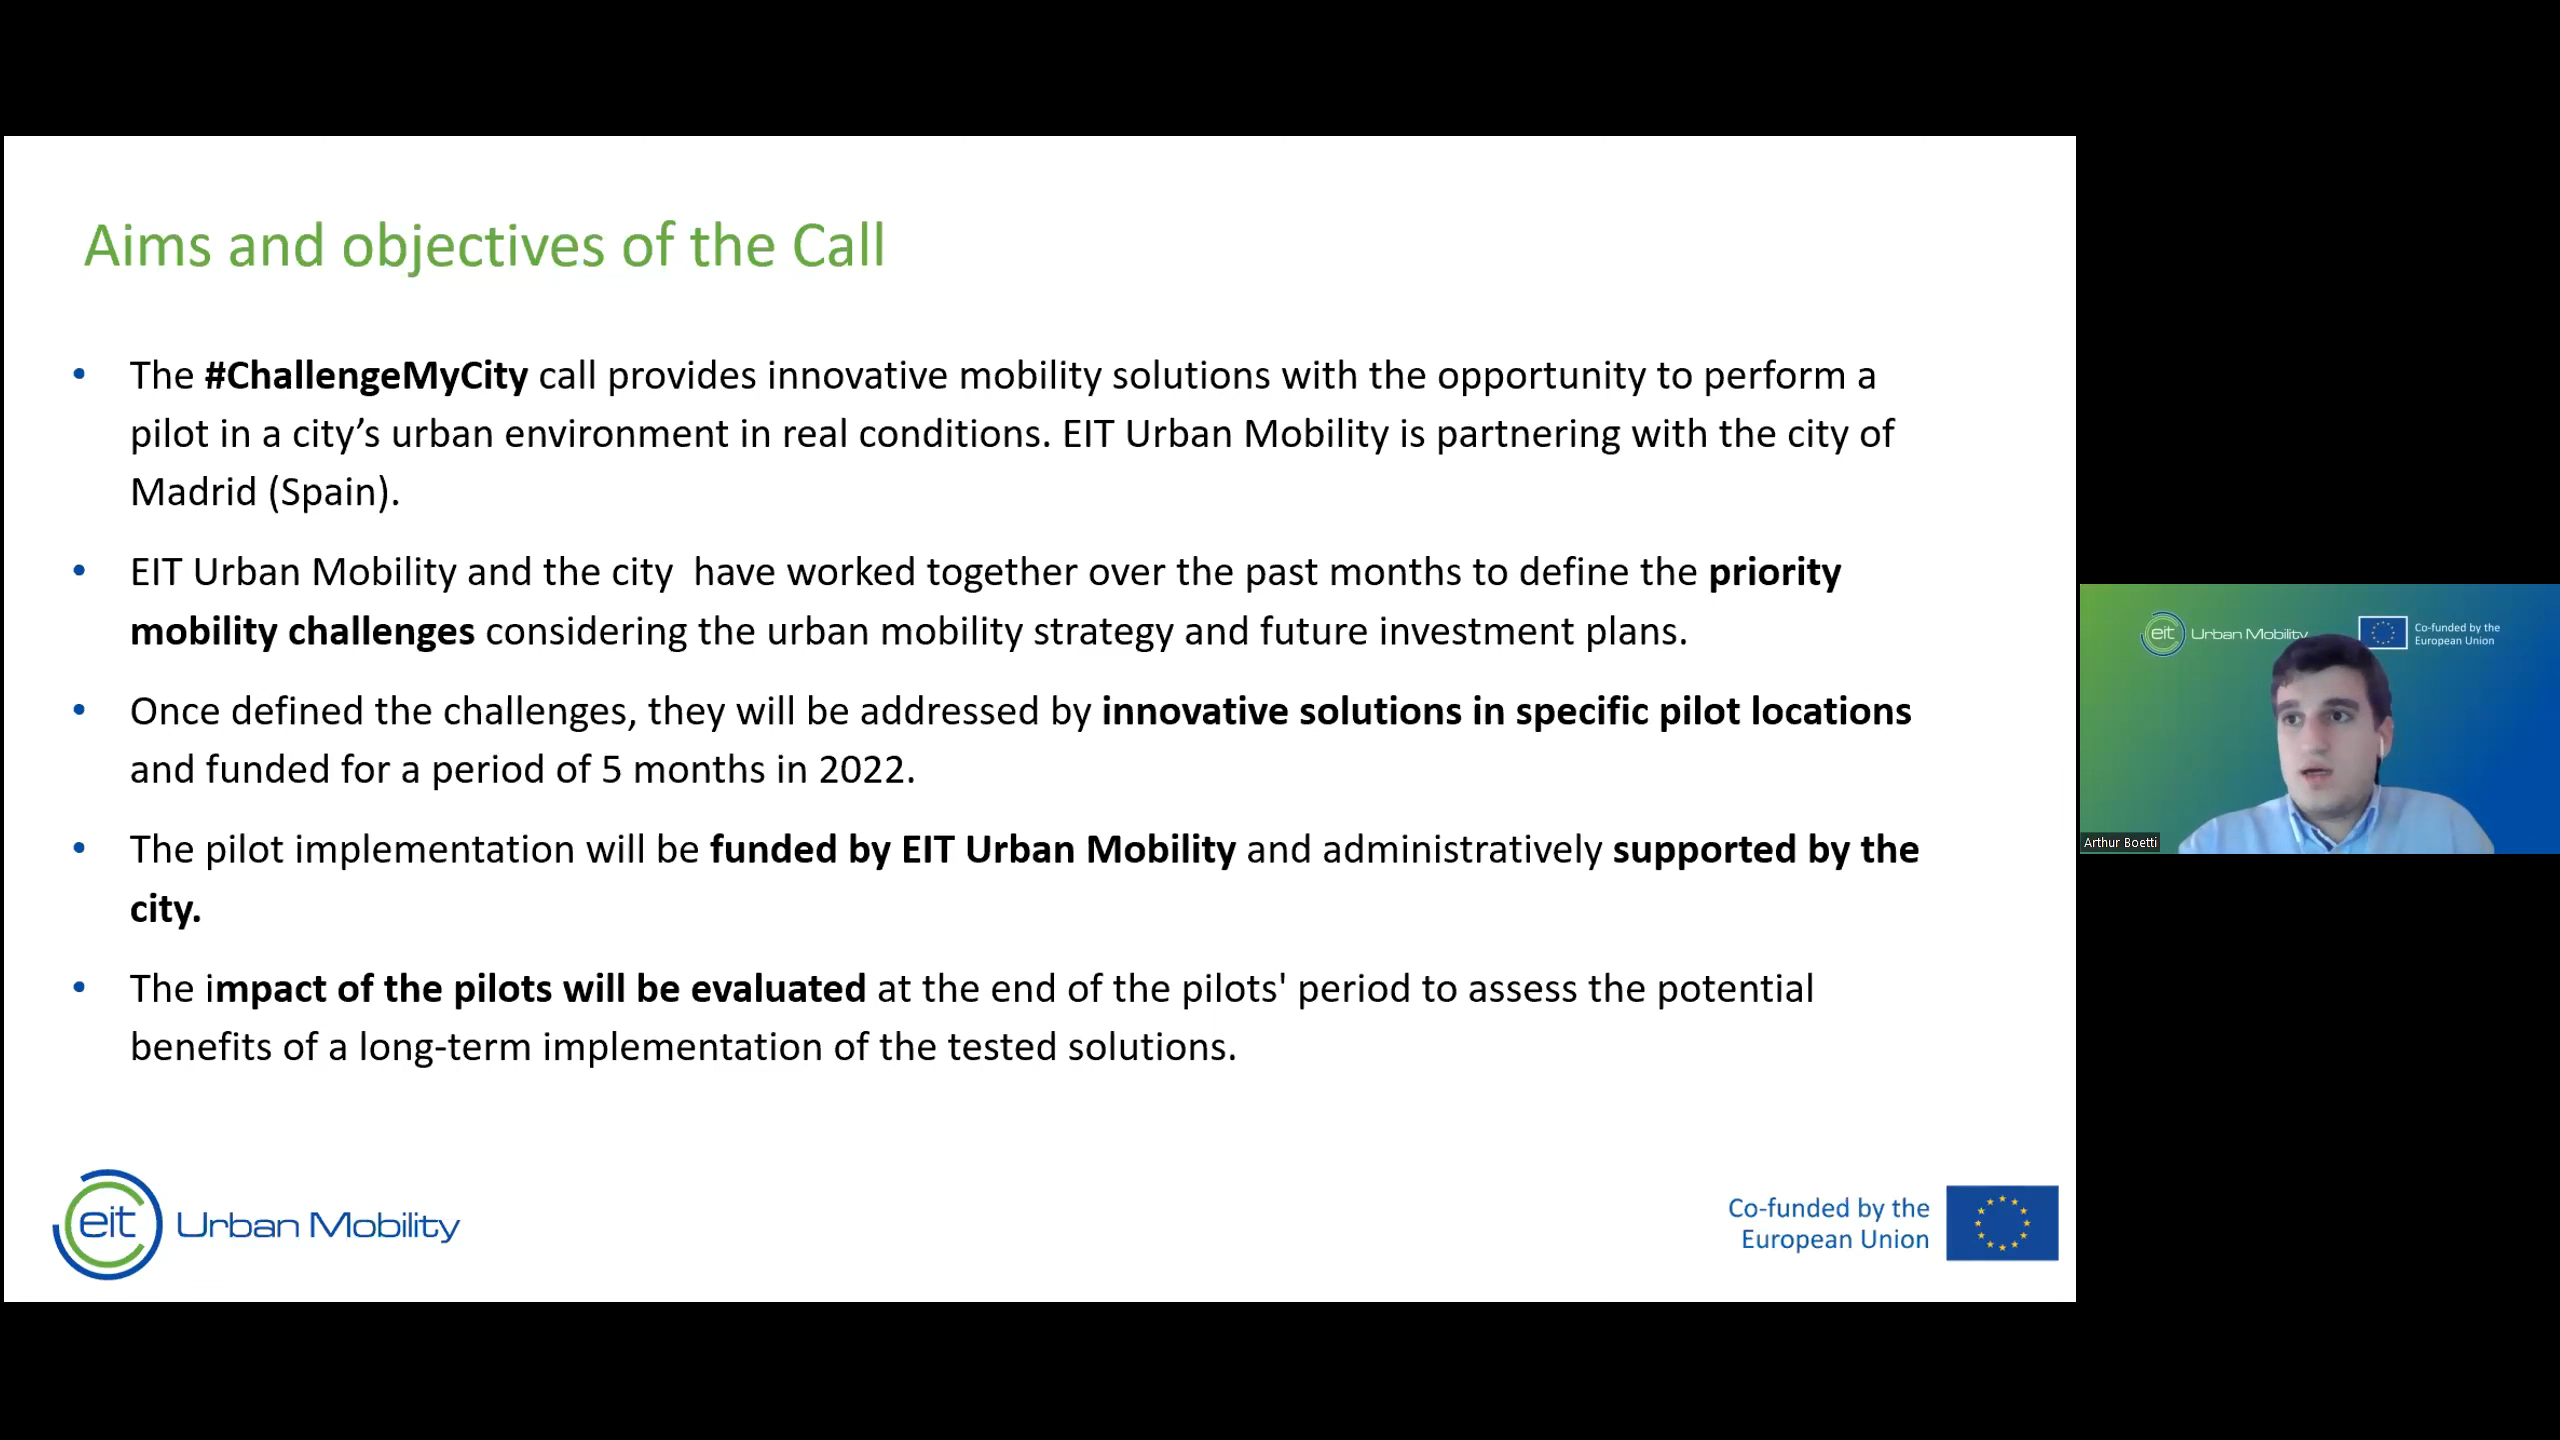 Aims and objectives of the Call
• The #ChallengeMyCity call provides innovative mobility solutions with the opportunity to perform a
pilot in a city’s urban environment in real conditions. EIT Urban Mobility is partnering with the city of
Madrid (Spain).
• EIT Urban Mobility and the city  have worked together over the past months to define the priority
mobility challenges considering the urban mobility strategy and future investment plans.
• Once defined the challenges, they will be addressed by innovative solutions in specific pilot locations
and funded for a period of 5 months in 2022.
• The pilot implementation will be funded by EIT Urban Mobility and administratively supported by the
city.
• The impact of the pilots will be evaluated at the end of the pilots' period to assess the potential
benefits of a long-term implementation of the tested solutions.
eit Urban Mobility
Co-funded by the
European Union
eit Urban Mobility
Co-funded by the
European Union
Arthur Boetti